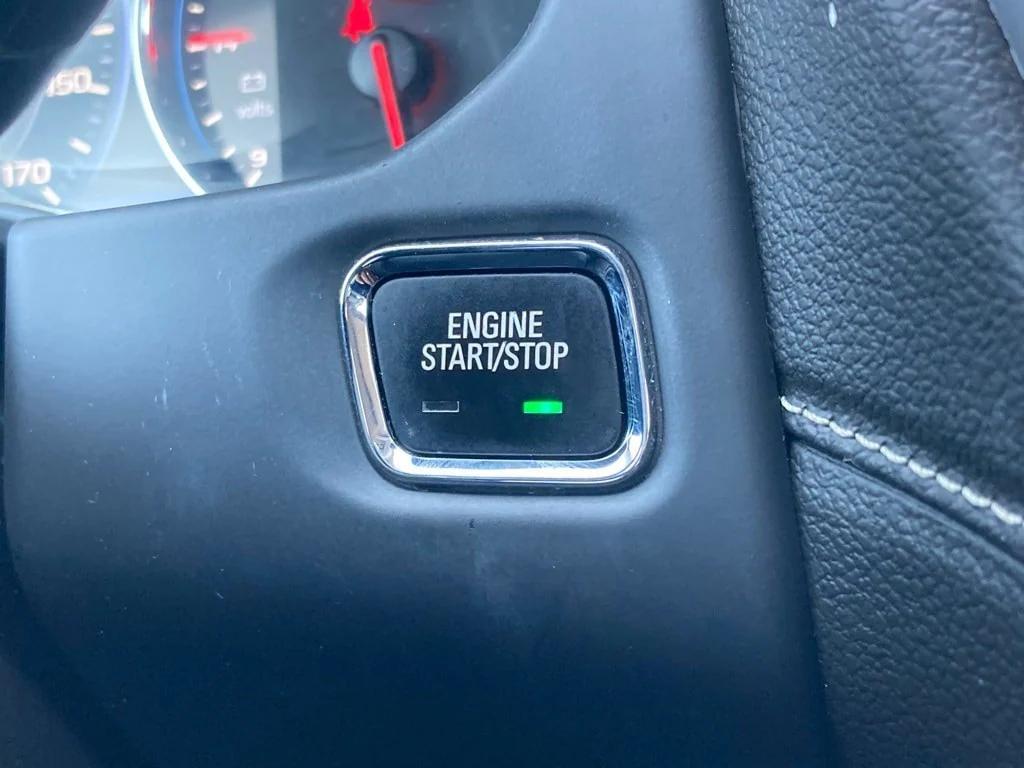 150
170
volts
9
ENGINE
START/STOP